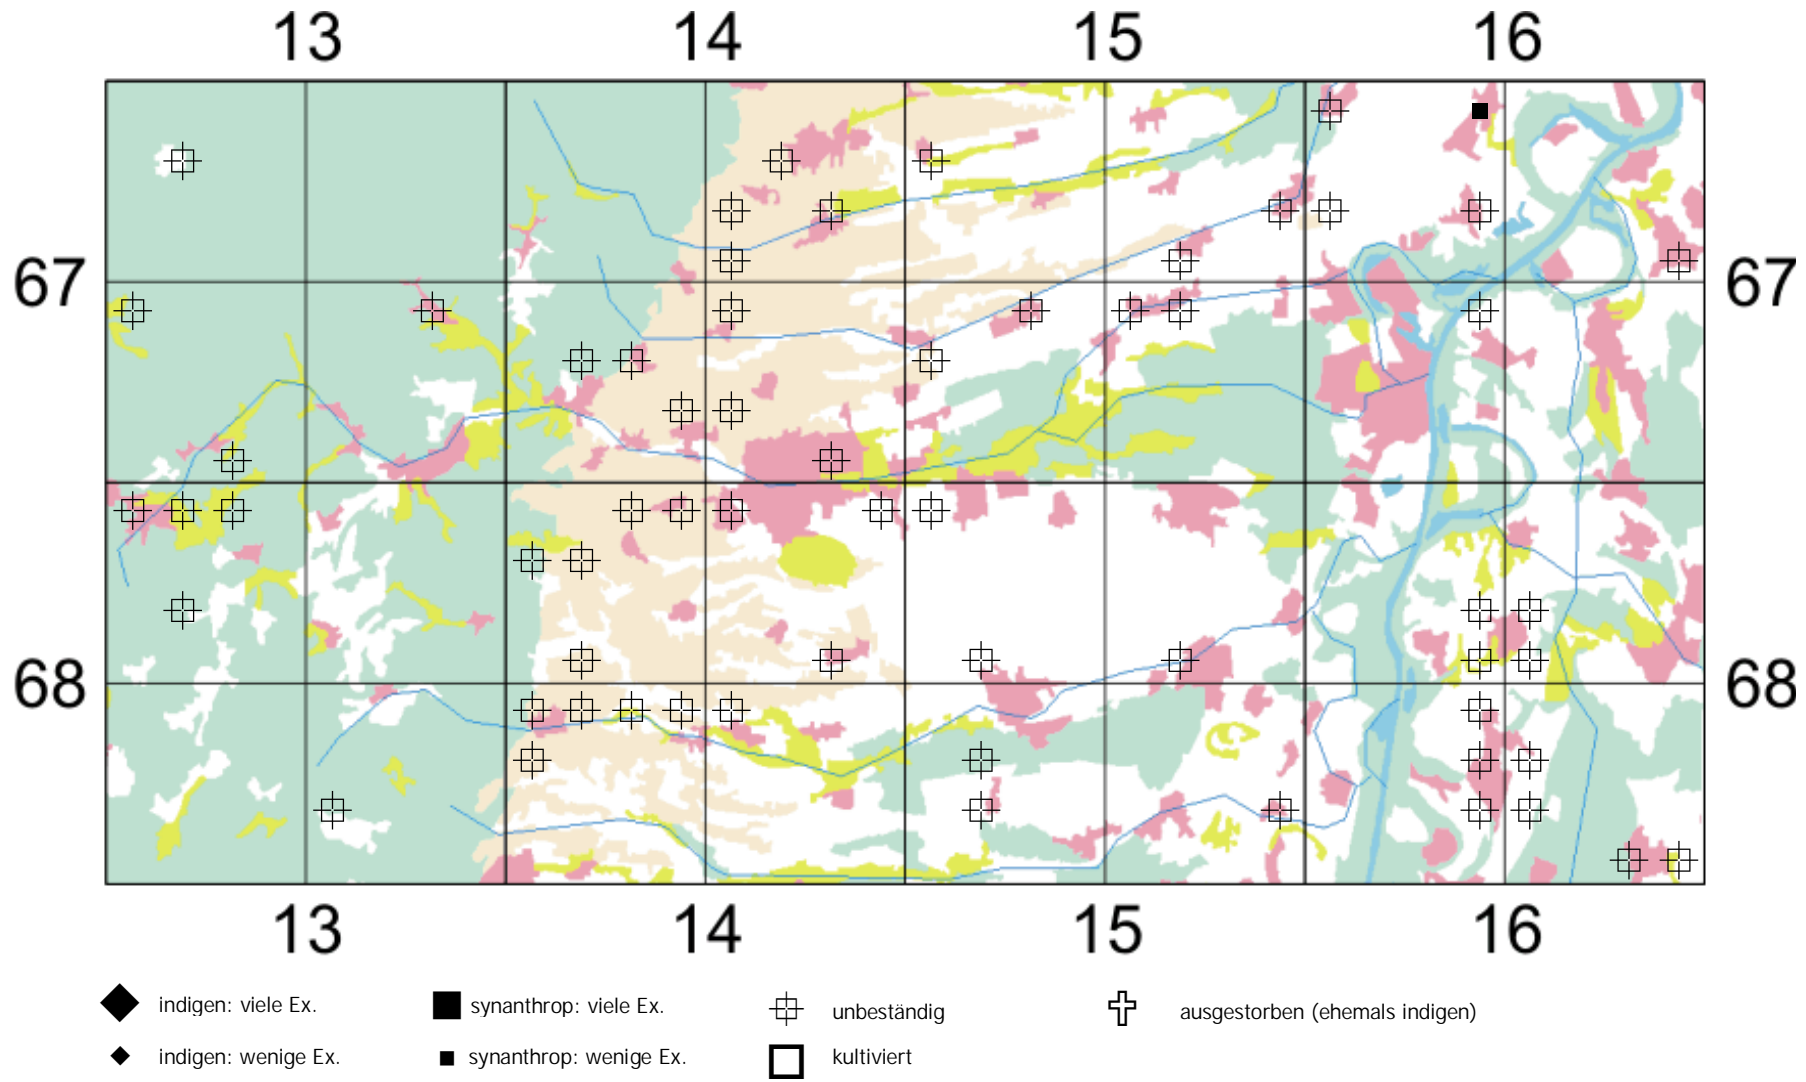 13 14 15 16
67 67
68 68
13 14 15 16
indigen: viele Ex. synanthrop: viele Ex. unbeständig ausgestorben (ehemals indigen)
indigen: wenige Ex. synanthrop: wenige Ex. kultiviert